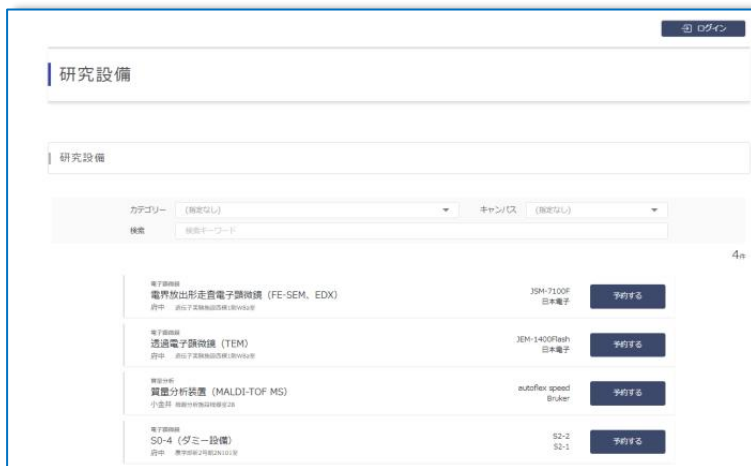 ログイン
研究設備
研究設備
カテゴリー (指定なし) キャンパス (指定なし)
検索 検索キーワード
4件
電子顕微鏡
電界放出形走査電子顕微鏡（FE-SEM、EDX）
府中
JSM-7100F
日本電子
予約する
電子顕微鏡
透過電子顕微鏡（TEM）
府中
JEM-1400Flash
日本電子
予約する
質量分析
質量分析装置（MALDI-TOF MS）
小金井
autoflex speed
Bruker
予約する
電子顕微鏡
S0-4（ダミー設備）
府中
S2-2
S2-1
予約する